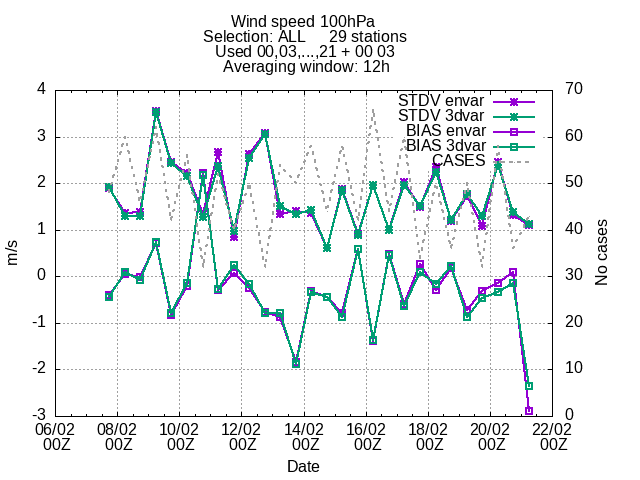 Wind speed 100hPa
Selection: ALL 29 stations
Used 00,03,...,21 + 00 03
Averaging window: 12h
4
3
2
1
0
-1
-2
-3
m/s
70
60
50
40
30
20
10
0
No cases
STDV envar
STDV 3dvar
BIAS envar
BIAS 3dvar
CASES
06/02 08/02 10/02 12/02 14/02 16/02 18/02 20/02 22/02
00Z 00Z 00Z 00Z 00Z 00Z 00Z 00Z 00Z
Date